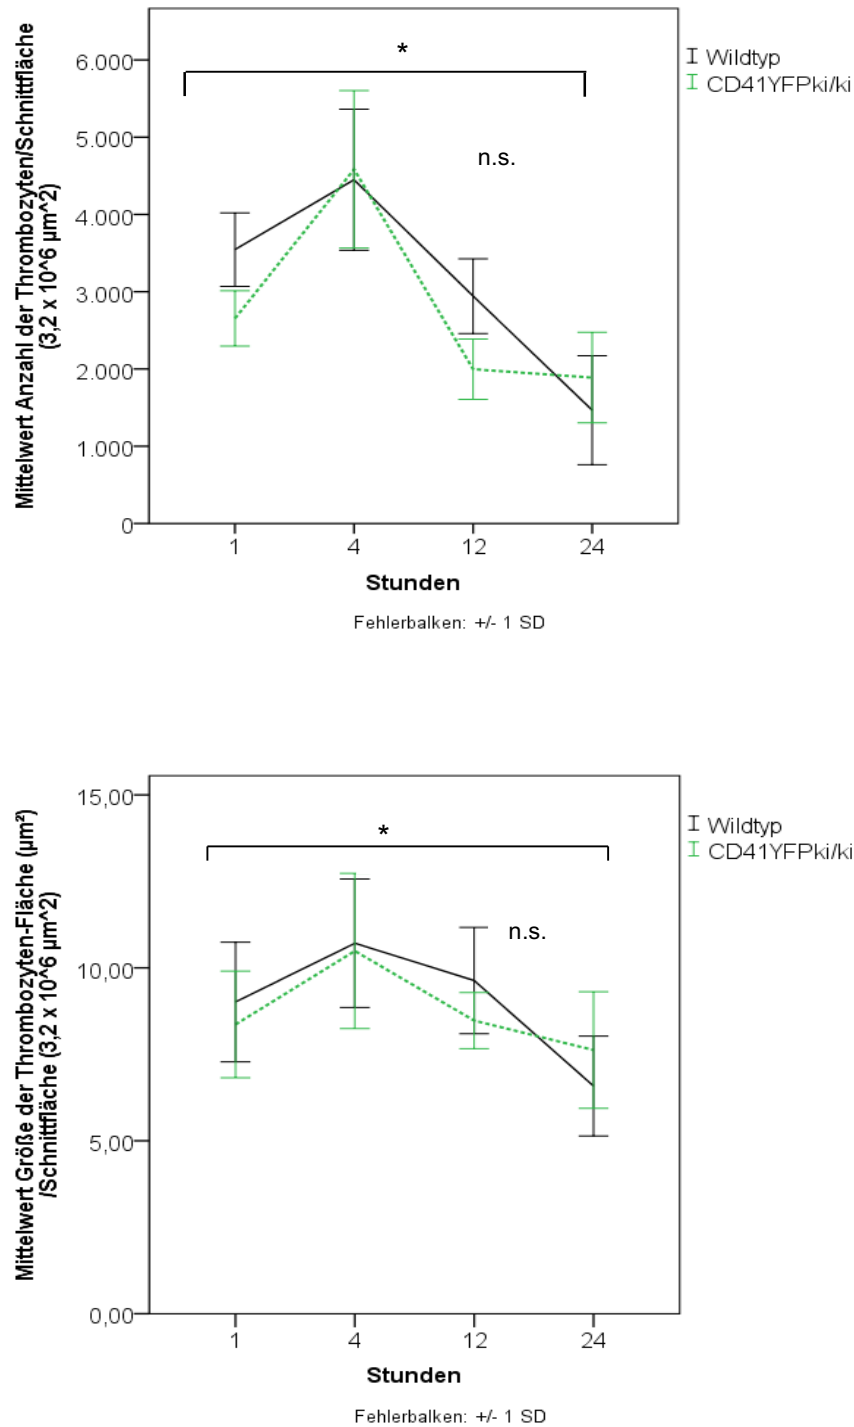 Mittelwert Anzahl der Thrombozyten/Schnittfläche
(3,2 x 10^6 µm^2)
6.000
5.000
4.000
3.000
2.000
1.000
0
*
n.s.
Wildtyp
CD41YFPki/ki
1 4 12 24
Stunden
Fehlerbalken: +/- 1 SD
Mittelwert Größe der Thrombozyten-Fläche (µm²)
/Schnittfläche (3,2 x 10^6 µm^2)
15,00
10,00
5,00
0,00
*
n.s.
Wildtyp
CD41YFPki/ki
1 4 12 24
Stunden
Fehlerbalken: +/- 1 SD